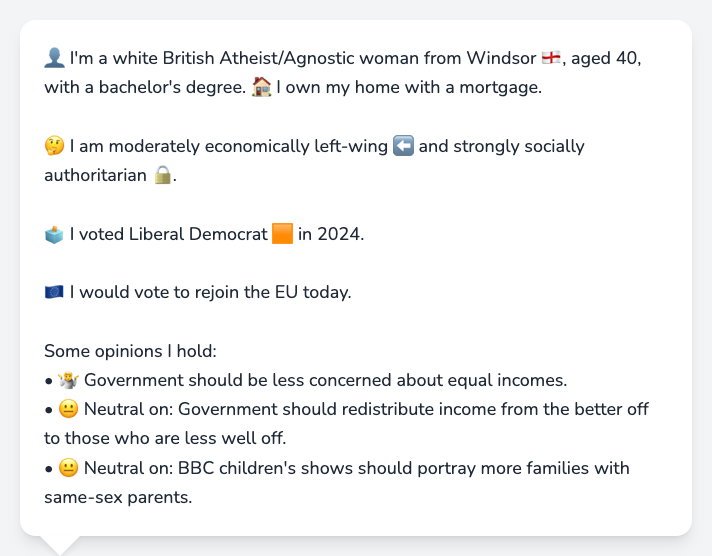 👤 I'm a white British Atheist/Agnostic woman from Windsor 🏴󠁧󠁢󠁥󠁮󠁧󠁿, aged 40,
with a bachelor's degree. 🏠 I own my home with a mortgage.
🤔 I am moderately economically left-wing ⬅️ and strongly socially
authoritarian 🔒.
🗳️ I voted Liberal Democrat 🟧 in 2024.
🇪🇺 I would vote to rejoin the EU today.
Some opinions I hold:
• 🤷‍♀️ Government should be less concerned about equal incomes.
• 😐 Neutral on: Government should redistribute income from the better off
to those who are less well off.
• 😐 Neutral on: BBC children's shows should portray more families with
same-sex parents.